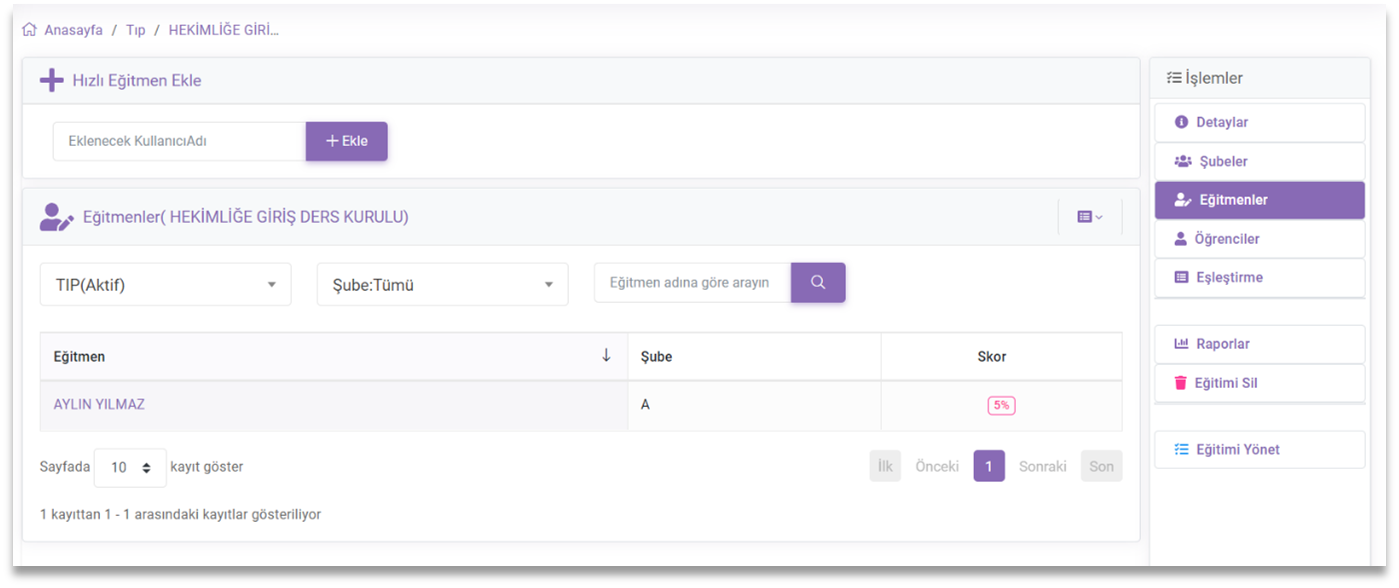 Anasayfa / Tıp / HEKİMLİĞE GİRİ...
Hızlı Eğitmen Ekle
Eklenecek KullanıcıAdı
+ Ekle
Eğitmenler( HEKİMLİĞE GİRİŞ DERS KURULU)
TIP(Aktif)
Şube:Tümü
Eğitmen adına göre arayın
Eğitmen
Şube
Skor
AYLIN YILMAZ
A
5%
Sayfada 10 kayıt göster
İlk
Önceki
1
Sonraki
Son
1 kayıttan 1 - 1 arasındaki kayıtlar gösteriliyor
İşlemler
Detaylar
Şubeler
Eğitmenler
Öğrenciler
Eşleştirme
Raporlar
Eğitimi Sil
Eğitimi Yönet